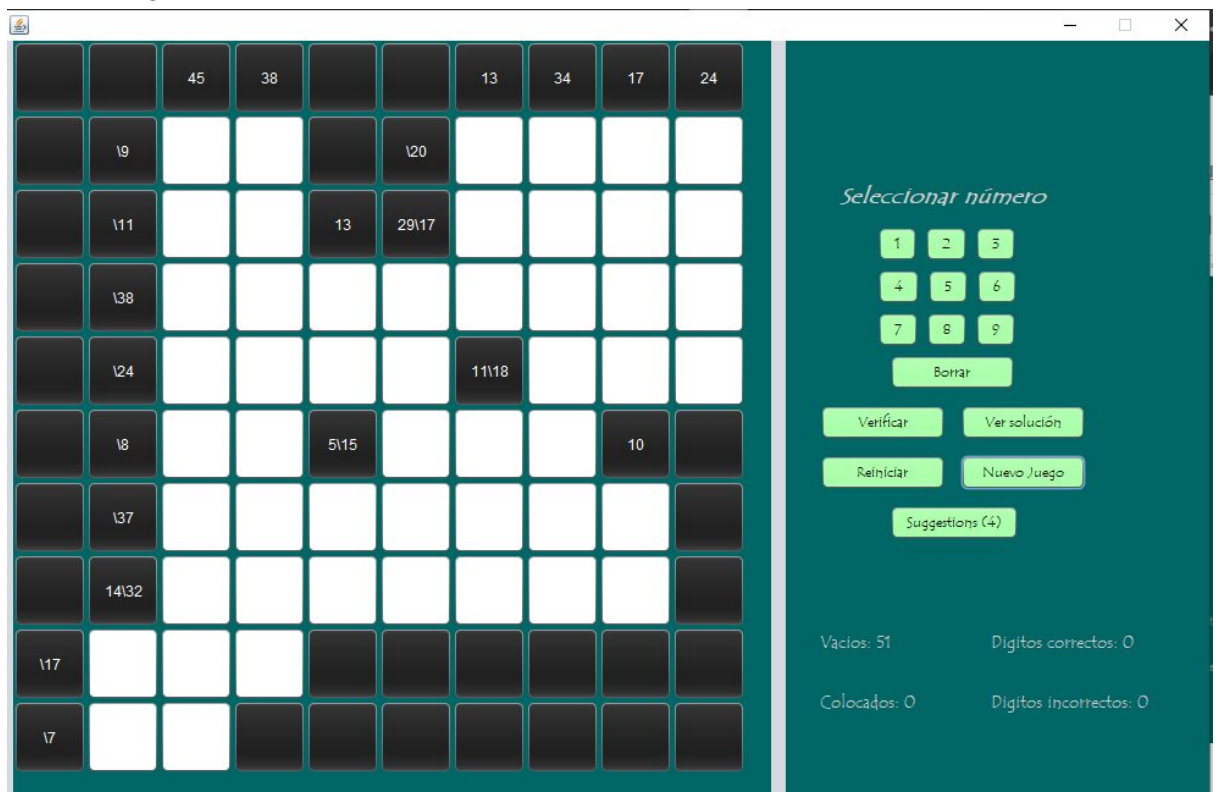 45 38 13 34 17 24
\9 \20
\11 13 29\17
\38
\24 11\18
\8 5\15 10
\37
14\32
\17
\7
Seleccionar número
1 2 3
4 5 6
7 8 9
Borrar
Verificar Ver solución
Reiniciar Nuevo Juego
Suggestions (4)
Vacios: 51 Digitos correctos: 0
Colocados: 0 Digitos incorrectos: 0